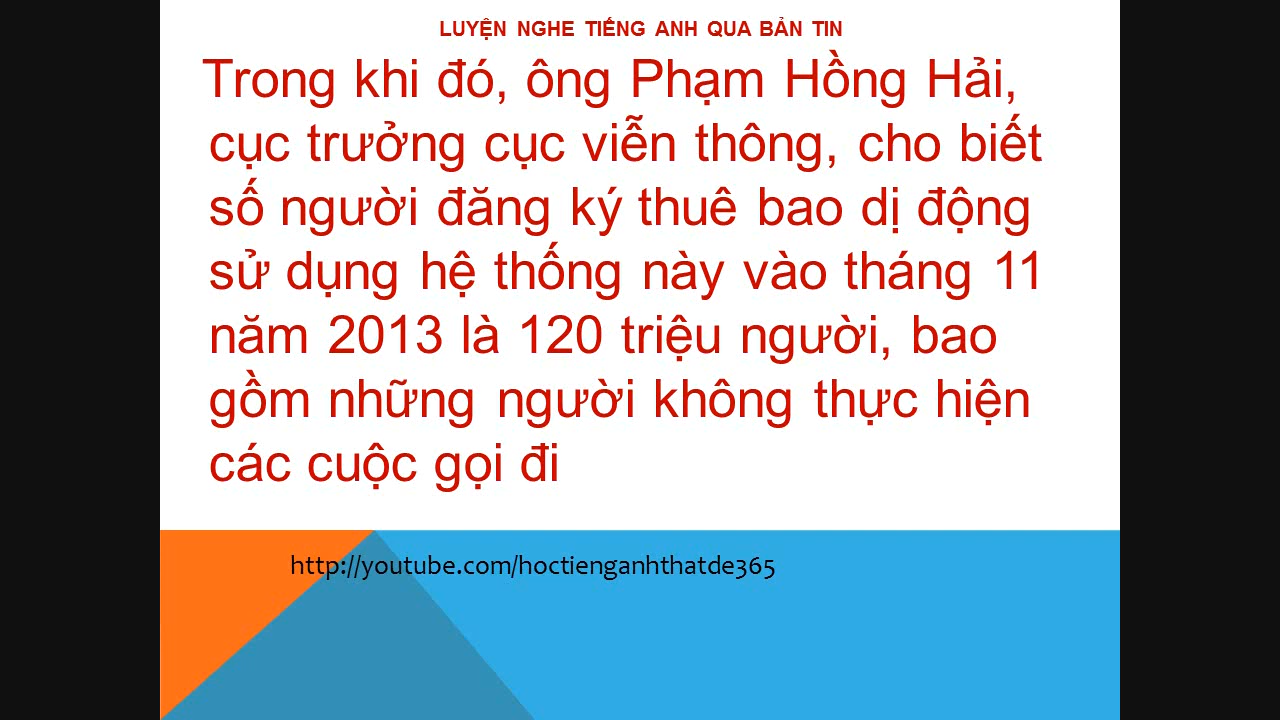 LUYỆN NGHE TIẾNG ANH QUA BẢN TIN
Trong khi đó, ông Phạm Hồng Hải,
cục trưởng cục viễn thông, cho biết
số người đăng ký thuê bao dị động
sử dụng hệ thống này vào tháng 11
năm 2013 là 120 triệu người, bao
gồm những người không thực hiện
các cuộc gọi đi
http://youtube.com/hoctienganhthatde365